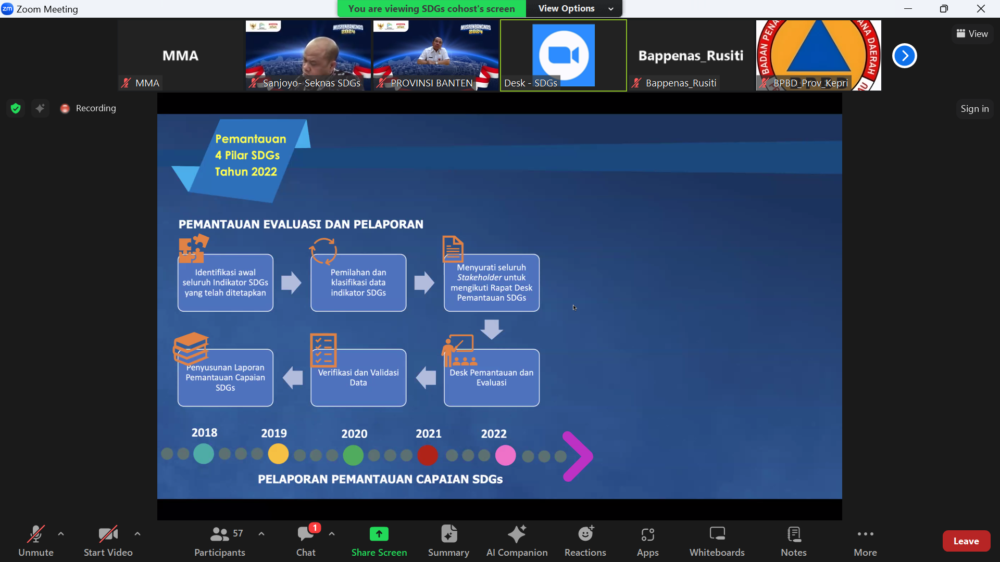 zm Zoom Meeting
You are viewing SDGs cohost's screen
View Options
MMA
MMA
MUSRENBANGNAS
2024
Sanjoyo- Seknas SDGs
MUSRENBANGNAS
2024
PROVINSI BANTEN
Desk - SDGs
Bappenas_Rusiti
Bappenas_Rusiti
BADAN PENA
ANA DAERAH
BPBD
BPBD_Prov_Kepri
View
Recording
Sign in
Pemantauan
4 Pilar SDGs
Tahun 2022
PEMANTAUAN EVALUASI DAN PELAPORAN
Identifikasi awal
seluruh Indikator SDGs
yang telah ditetapkan
Pemilahan dan
klasifikasi data
indikator SDGs
Menyurati seluruh
Stakeholder untuk
mengikuti Rapat Desk
Pemantauan SDGs
Penyusunan Laporan
Pemantauan Capaian
SDGs
Verifikasi dan Validasi
Data
Desk Pemantauan dan
Evaluasi
2018 2019 2020 2021 2022
PELAPORAN PEMANTAUAN CAPAIAN SDGs
Unmute
Start Video
57
Participants
1
Chat
Share Screen
Summary
AI Companion
Reactions
Apps
Whiteboards
Notes
More
Leave